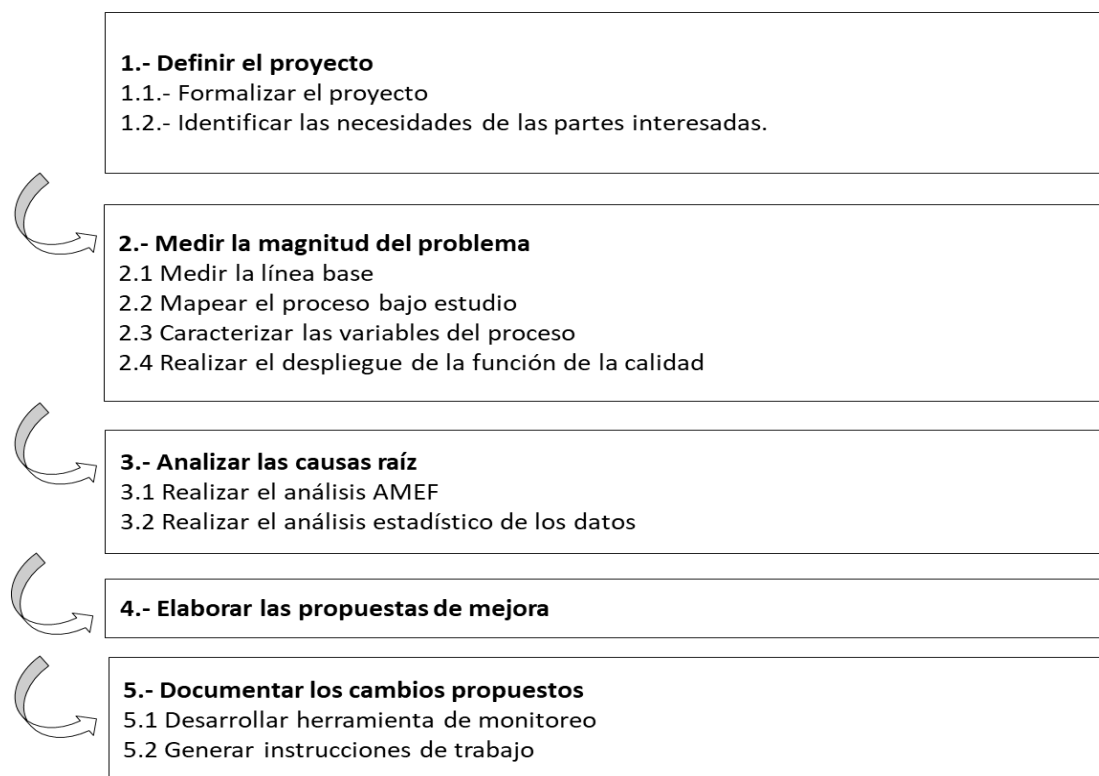 1.- Definir el proyecto
1.1.- Formalizar el proyecto
1.2.- Identificar las necesidades de las partes interesadas.
2.- Medir la magnitud del problema
2.1 Medir la línea base
2.2 Mapear el proceso bajo estudio
2.3 Caracterizar las variables del proceso
2.4 Realizar el despliegue de la función de la calidad
3.- Analizar las causas raíz
3.1 Realizar el análisis AMEF
3.2 Realizar el análisis estadístico de los datos
4.- Elaborar las propuestas de mejora
5.- Documentar los cambios propuestos
5.1 Desarrollar herramienta de monitoreo
5.2 Generar instrucciones de trabajo